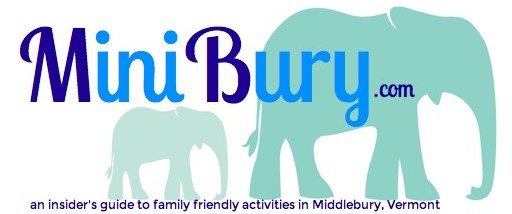 MiniBury.com
an insider's guide to family friendly activities in Middlebury, Vermont